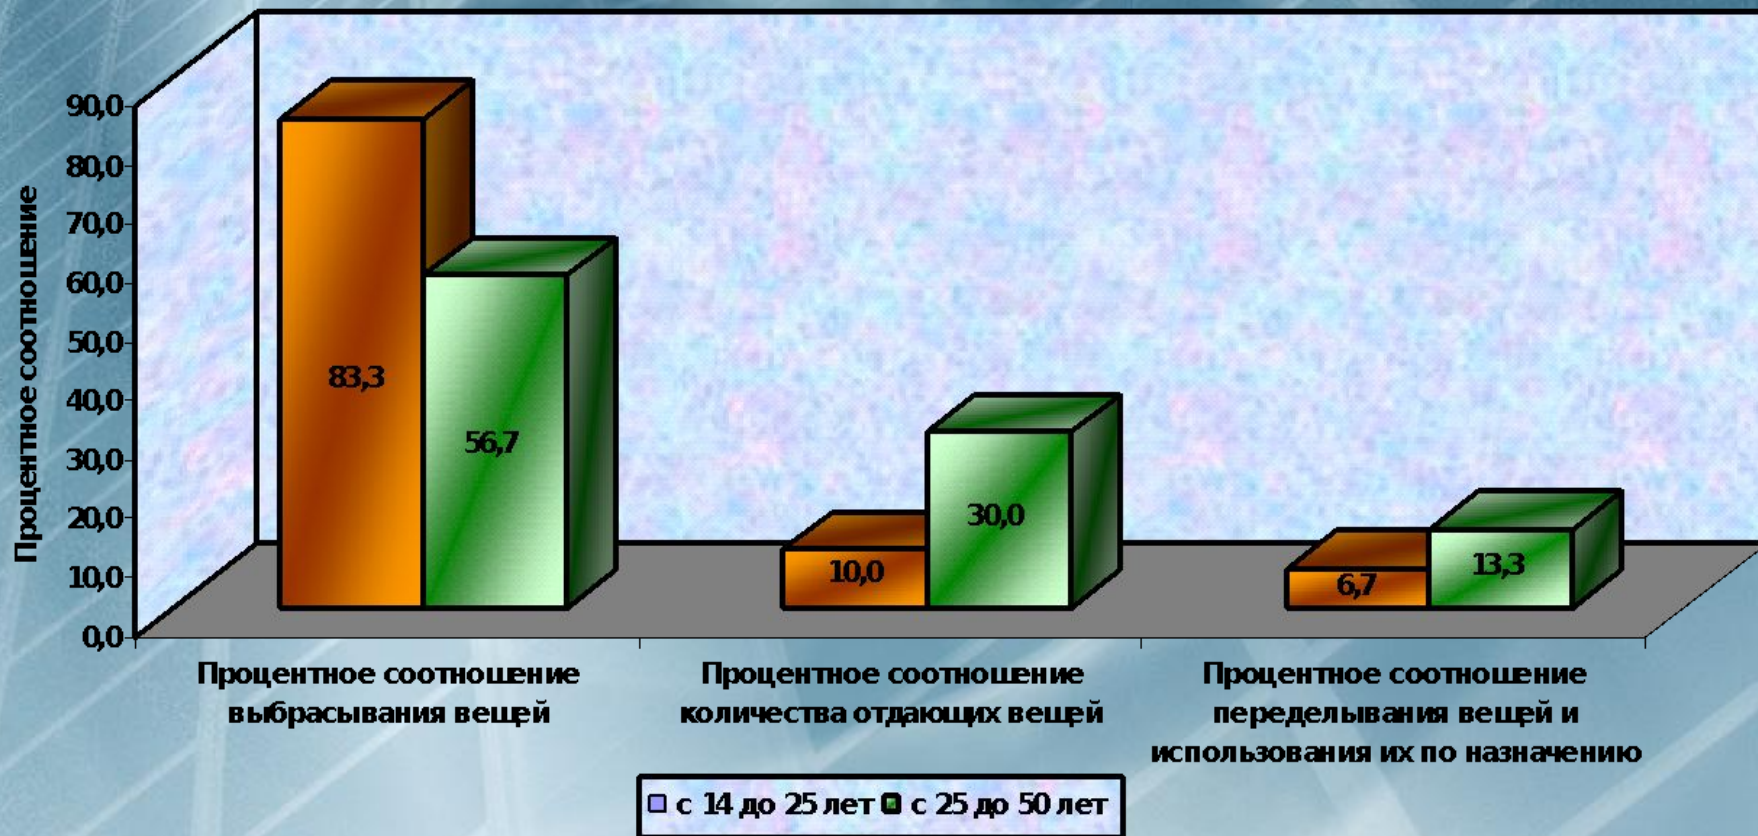 Процентное соотношение
90,0
80,0
70,0
60,0
50,0
40,0
30,0
20,0
10,0
0,0
83,3
56,7
10,0
30,0
6,7
13,3
Процентное соотношение
выбрасывания вещей
Процентное соотношение
количества отдающих вещей
Процентное соотношение
переделывания вещей и
использования их по назначению
с 14 до 25 лет с 25 до 50 лет